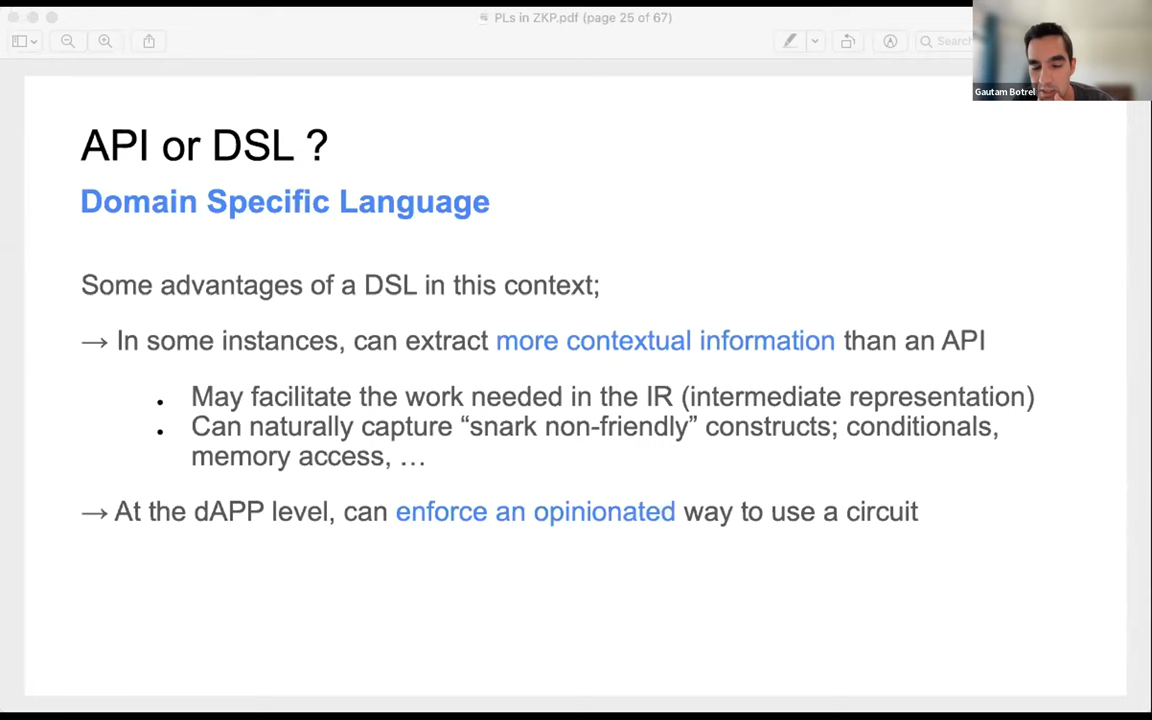 PLs in ZKP.pdf (page 25 of 67)
Search
Gautam Botrel
API or DSL ?
Domain Specific Language
Some advantages of a DSL in this context;
→ In some instances, can extract more contextual information than an API
• May facilitate the work needed in the IR (intermediate representation)
• Can naturally capture “snark non-friendly” constructs; conditionals,
memory access, …
→ At the dAPP level, can enforce an opinionated way to use a circuit